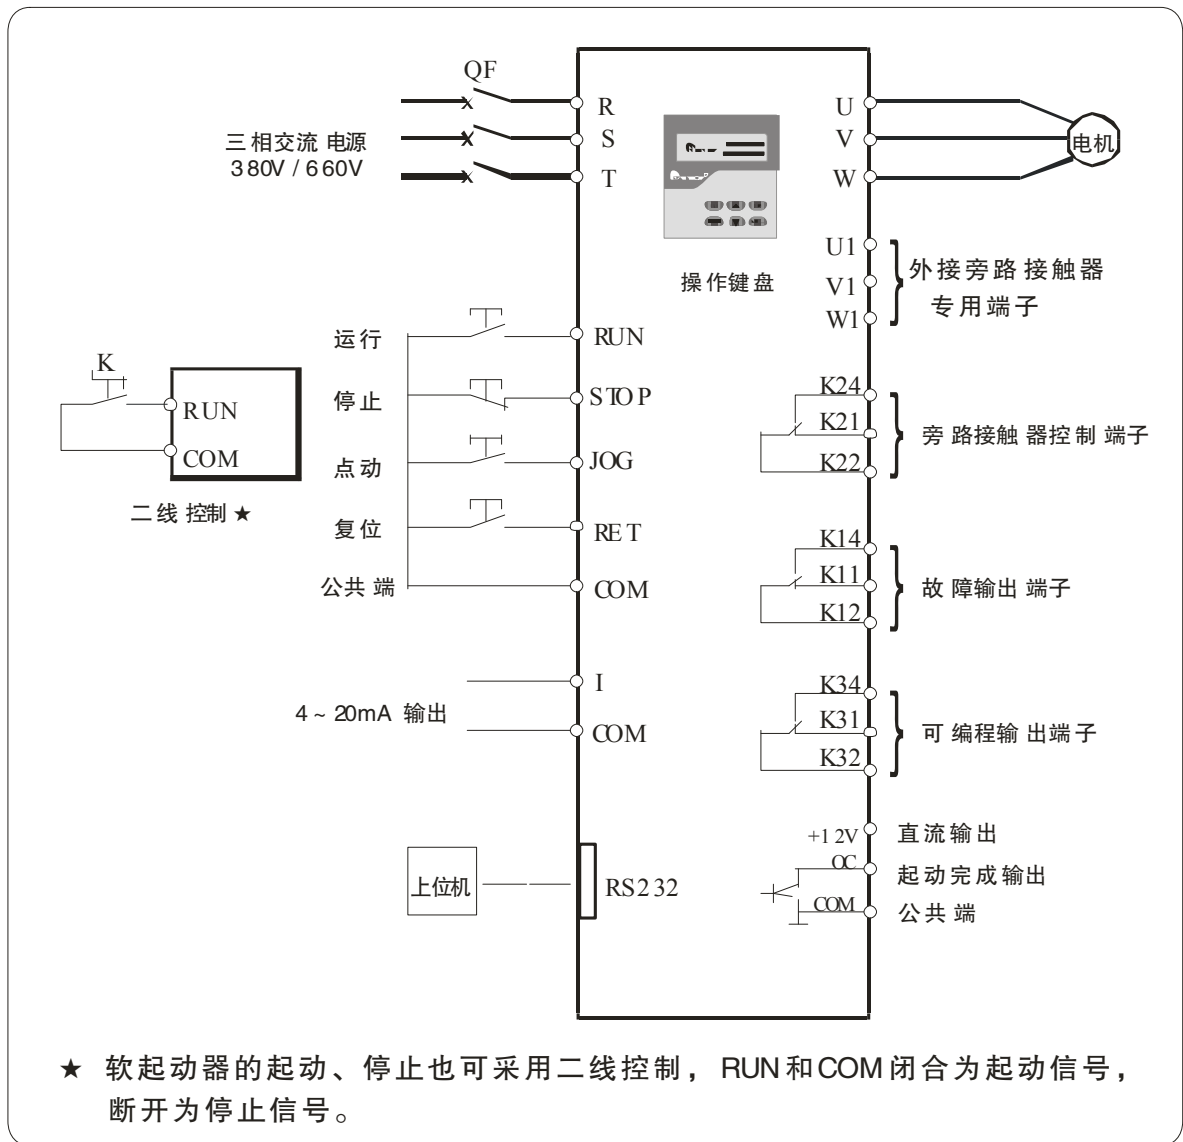 QF
三相交流电源
380V / 660V
R
S
T
U
V
W
电机
操作键盘
U1
V1
W1
外接旁路接触器
专用端子
运行
RUN
停止
STOP
点动
JOG
复位
RET
公共端
COM
K
RUN
COM
二线控制★
K24
K21
K22
旁路接触器控制端子
K14
K11
K12
故障输出端子
4～20mA 输出
I
COM
K34
K31
K32
可编程输出端子
上位机
RS232
+12V
直流输出
OC
起动完成输出
COM
公共端
★ 软起动器的起动、停止也可采用二线控制，RUN和COM闭合为起动信号，
断开为停止信号。